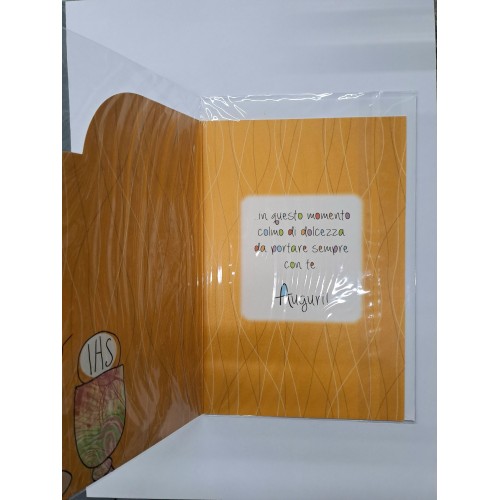 IHS
in questo momento
colmo di dolcezza
da portare sempre
con te
Auguri!